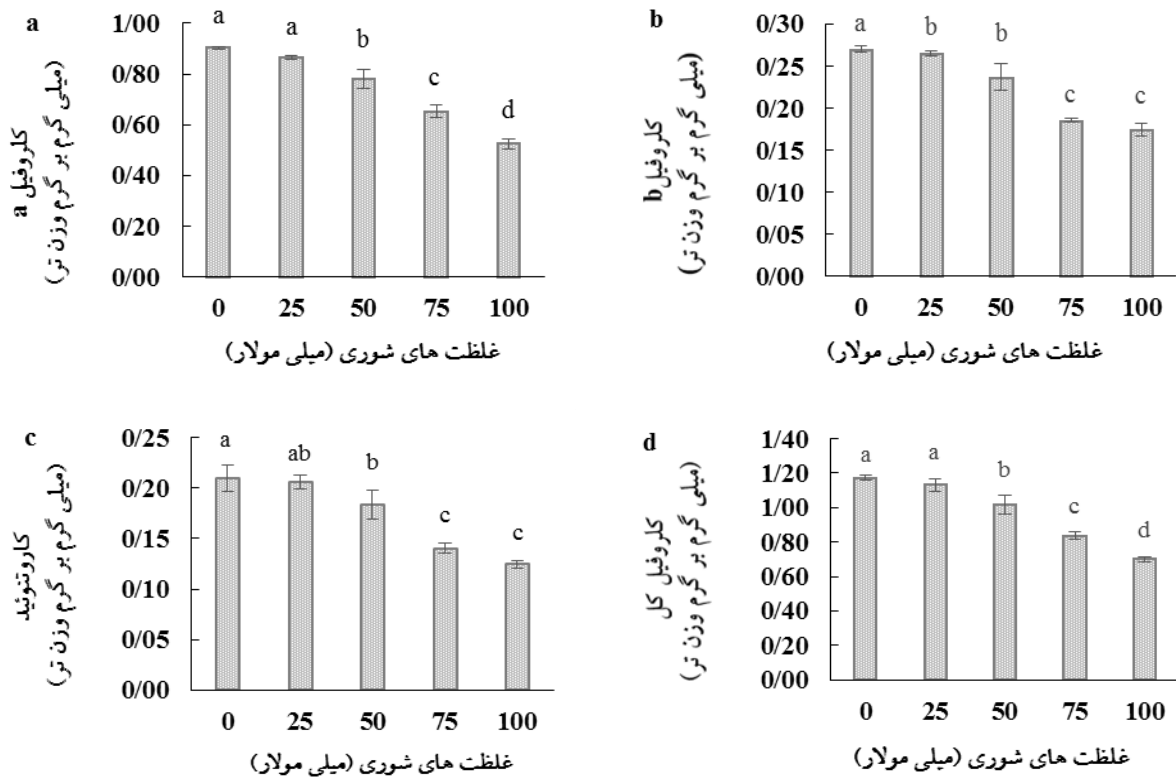 a
کلروفیل a
(میلی گرم بر گرم وزن تر)
1/00
0/80
0/60
0/40
0/20
0/00
a a b c d
0 25 50 75 100
غلظت های شوری (میلی مولار)
b
کلروفیل b
(میلی گرم بر گرم وزن تر)
0/30
0/25
0/20
0/15
0/10
0/05
0/00
a b b c c
0 25 50 75 100
غلظت های شوری (میلی مولار)
c
کاروتنوئید
(میلی گرم بر گرم وزن تر)
0/25
0/20
0/15
0/10
0/05
0/00
a ab b c c
0 25 50 75 100
غلظت های شوری (میلی مولار)
d
کلروفیل کل
(میلی گرم بر گرم وزن تر)
1/40
1/20
1/00
0/80
0/60
0/40
0/20
0/00
a a b c d
0 25 50 75 100
غلظت های شوری (میلی مولار)